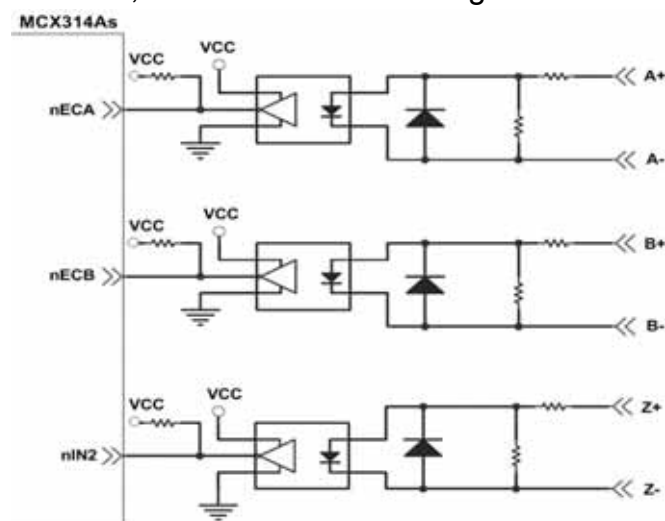 MCX314As
VCC
VCC
nECA
A+
A-
VCC
VCC
nECB
B+
B-
VCC
VCC
nIN2
Z+
Z-